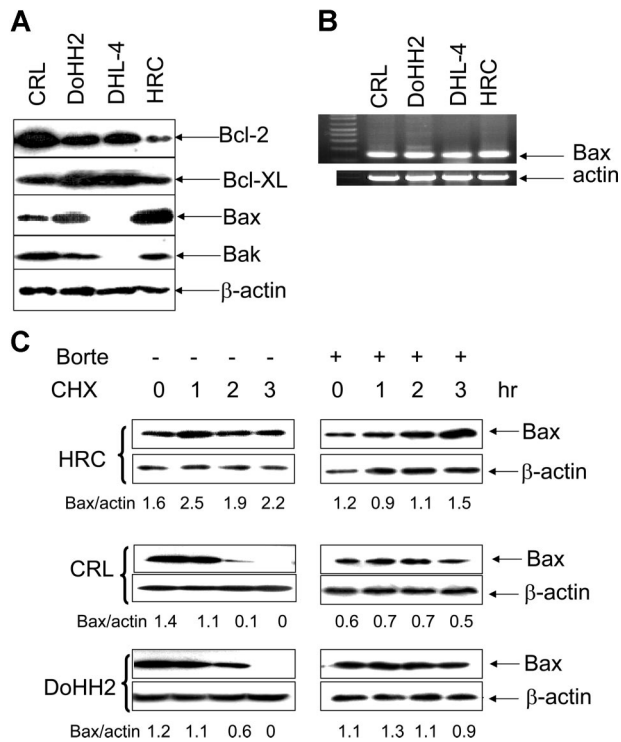 A
CRL DoHH2 DHL-4 HRC
Bcl-2
Bcl-XL
Bax
Bak
β-actin
B
CRL DoHH2 DHL-4 HRC
Bax
actin
C
Borte - - - - + + + +
CHX 0 1 2 3 0 1 2 3 hr
HRC
Bax
β-actin
Bax/actin 1.6 2.5 1.9 2.2 1.2 0.9 1.1 1.5
CRL
Bax
β-actin
Bax/actin 1.4 1.1 0.1 0 0.6 0.7 0.7 0.5
DoHH2
Bax
β-actin
Bax/actin 1.2 1.1 0.6 0 1.1 1.3 1.1 0.9